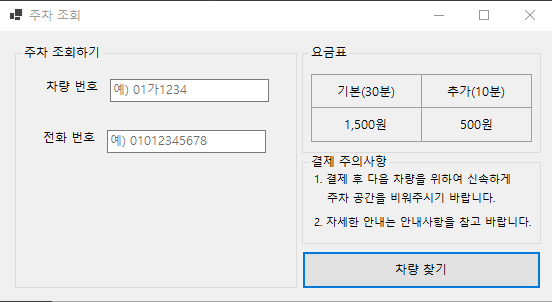 주차 조회
주차 조회하기
차량 번호
예) 01가1234
전화 번호
예) 01012345678
요금표
기본(30분) 추가(10분)
1,500원 500원
결제 주의사항
1. 결제 후 다음 차량을 위하여 신속하게
주차 공간을 비워주시기 바랍니다.
2. 자세한 안내는 안내사항을 참고 바랍니다.
차량 찾기